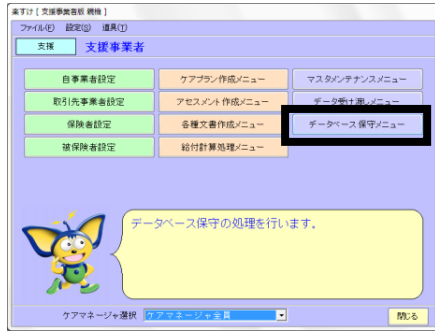 楽すけ [ 支援事業者版 親機 ]
ファイル(F) 設定(S) 道具(T)
支援 支援事業者
自事業者設定 ケアプラン作成メニュー マスタメンテナンスメニュー
取引先事業者設定 アセスメント作成メニュー データ受け渡しメニュー
保険者設定 各種文書作成メニュー データベース保守メニュー
被保険者設定 給付計算処理メニュー
データベース保守の処理を行います。
ケアマネージャ選択 ケアマネージャ全員 閉じる